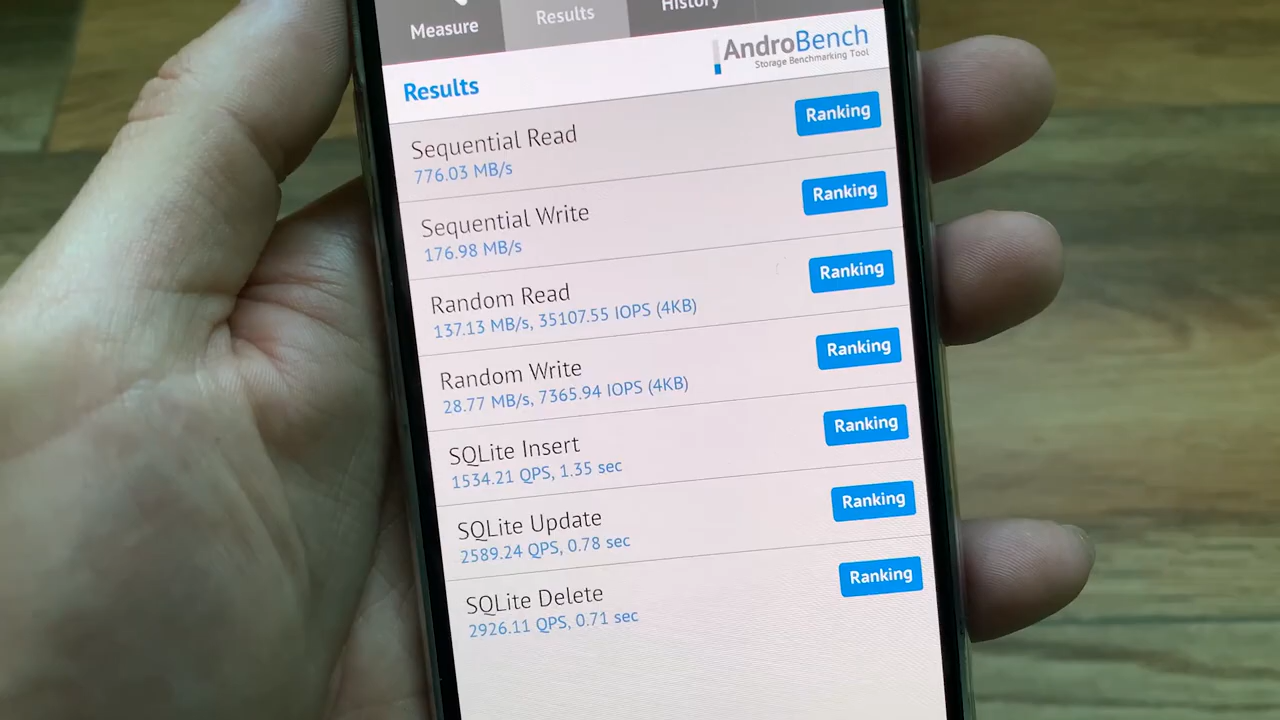 Measure
Results
History
AndroBench
Storage Benchmarking Tool
Results
Sequential Read
776.03 MB/s
Ranking
Sequential Write
176.98 MB/s
Ranking
Random Read
137.13 MB/s, 35107.55 IOPS (4KB)
Ranking
Random Write
28.77 MB/s, 7365.94 IOPS (4KB)
Ranking
SQLite Insert
1534.21 QPS, 1.35 sec
Ranking
SQLite Update
2589.24 QPS, 0.78 sec
Ranking
SQLite Delete
2926.11 QPS, 0.71 sec
Ranking